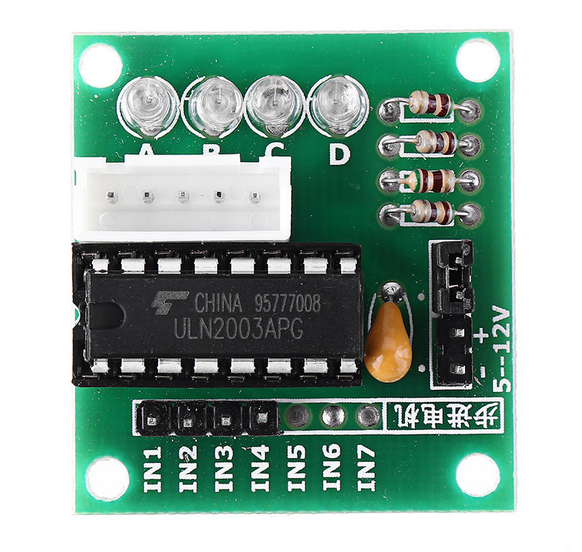 A B C D
CHINA 95777008
ULN2003APG
+
-
5--12V
步进电机
IN1 IN2 IN3 IN4 IN5 IN6 IN7